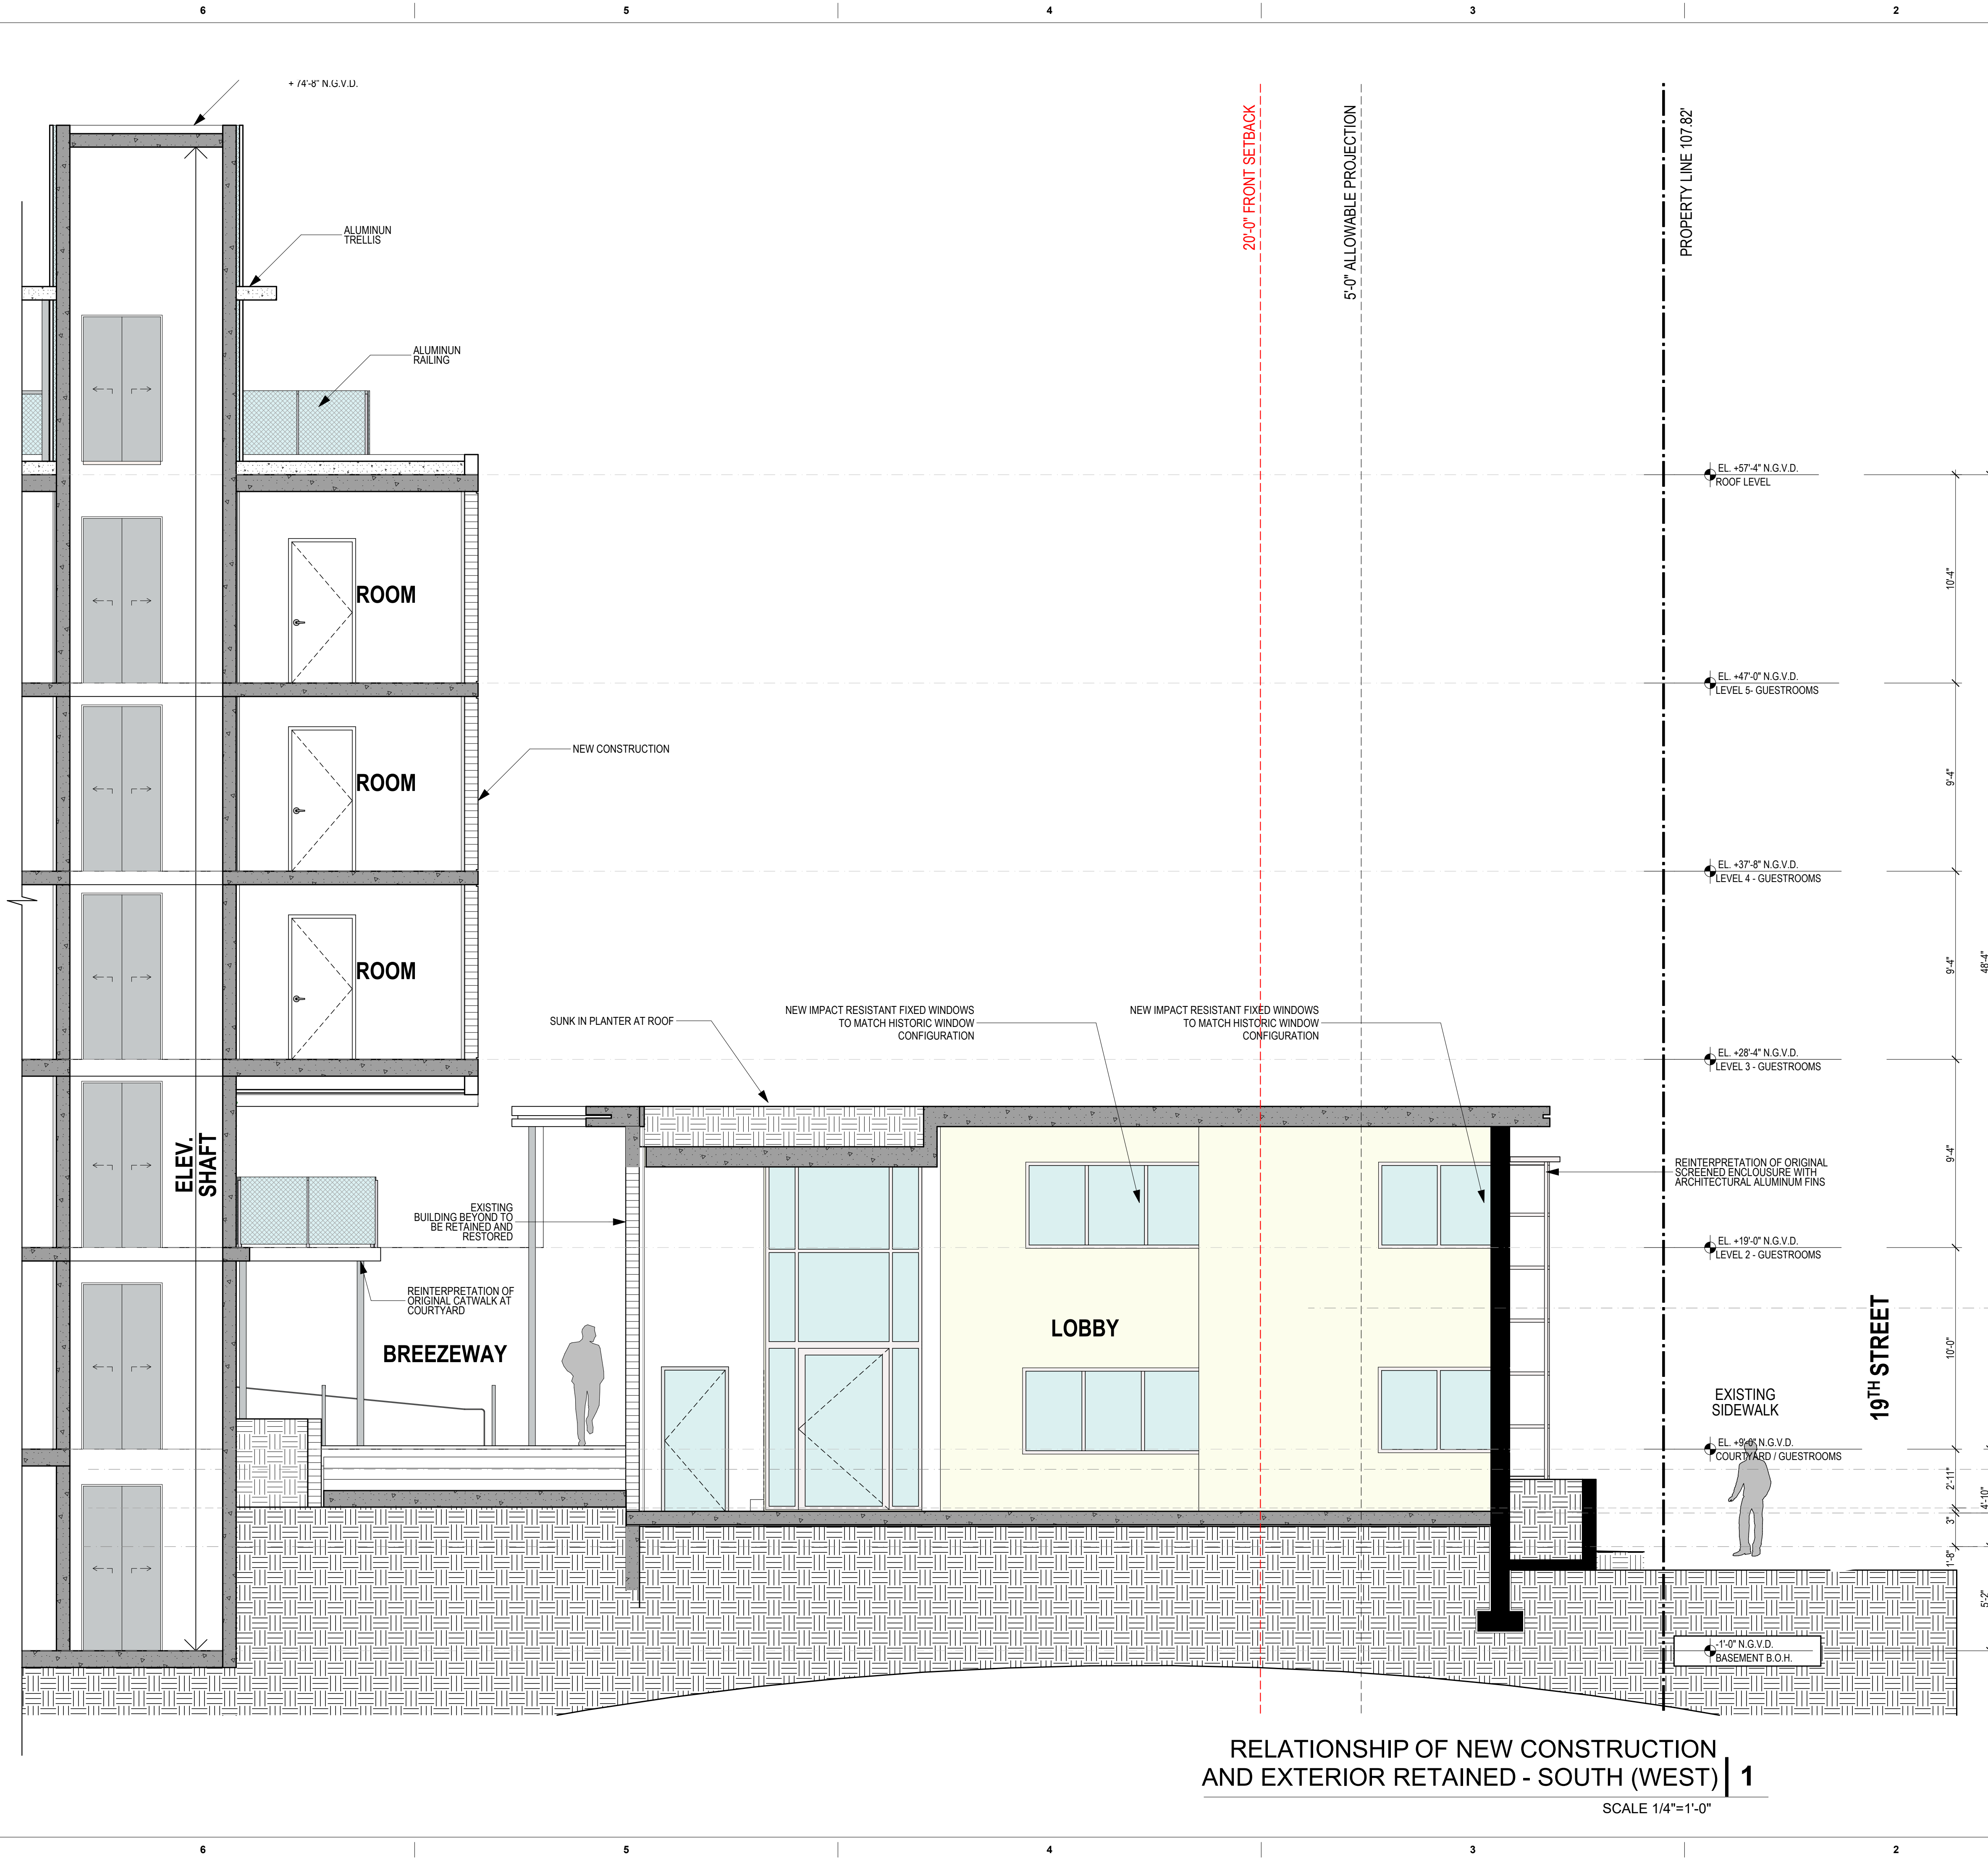 6 5 4 3 2
+ 74'-8" N.G.V.D.
20'-0" FRONT SETBACK
5'-0" ALLOWABLE PROJECTION
PROPERTY LINE 107.82'
ALUMINUN
TRELLIS
ALUMINUN
RAILING
EL. +57'-4" N.G.V.D.
ROOF LEVEL
10'-4"
ROOM
EL. +47'-0" N.G.V.D.
LEVEL 5- GUESTROOMS
NEW CONSTRUCTION
ROOM
9'-4"
EL. +37'-8" N.G.V.D.
LEVEL 4 - GUESTROOMS
ROOM
9'-4"
48'-4"
SUNK IN PLANTER AT ROOF
NEW IMPACT RESISTANT FIXED WINDOWS
TO MATCH HISTORIC WINDOW
CONFIGURATION
NEW IMPACT RESISTANT FIXED WINDOWS
TO MATCH HISTORIC WINDOW
CONFIGURATION
EL. +28'-4" N.G.V.D.
LEVEL 3 - GUESTROOMS
ELEV.
SHAFT
9'-4"
REINTERPRETATION OF ORIGINAL
SCREENED ENCLOUSURE WITH
ARCHITECTURAL ALUMINUM FINS
EXISTING
BUILDING BEYOND TO
BE RETAINED AND
RESTORED
EL. +19'-0" N.G.V.D.
LEVEL 2 - GUESTROOMS
REINTERPRETATION OF
ORIGINAL CATWALK AT
COURTYARD
BREEZEWAY
LOBBY
10'-0"
19TH STREET
EXISTING
SIDEWALK
EL. +9'-0" N.G.V.D.
COURTYARD / GUESTROOMS
2'-11"
4'-10"
3"
1'-8"
5'-2"
-1'-0" N.G.V.D.
BASEMENT B.O.H.
RELATIONSHIP OF NEW CONSTRUCTION
AND EXTERIOR RETAINED - SOUTH (WEST) 1
SCALE 1/4"=1'-0"
6 5 4 3 2